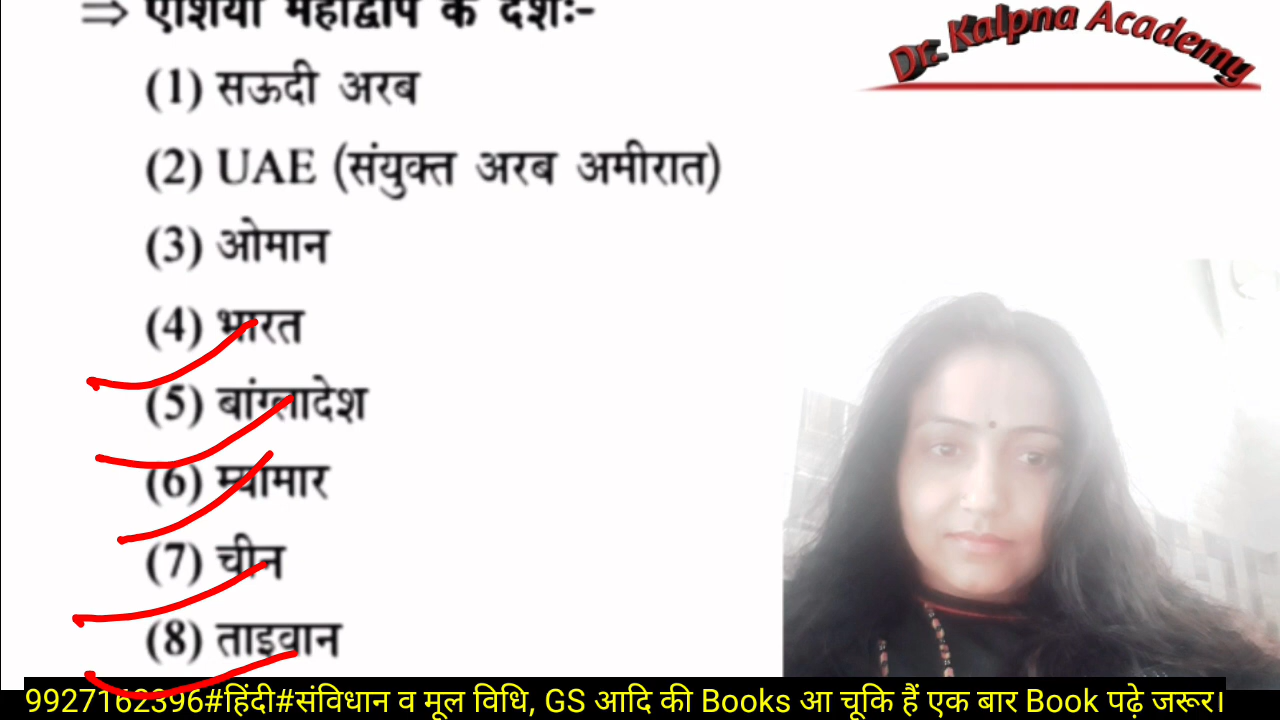 ⇒ एशिया महाद्वीप के देशः-
Dr. Kalpna Academy
(1) सऊदी अरब
(2) UAE (संयुक्त अरब अमीरात)
(3) ओमान
(4) भारत
(5) बांग्लादेश
(6) म्यांमार
(7) चीन
(8) ताइवान
9927162396#हिंदी#संविधान व मूल विधि, GS आदि की Books आ चूकि हैं एक बार Book पढ़े जरूर।